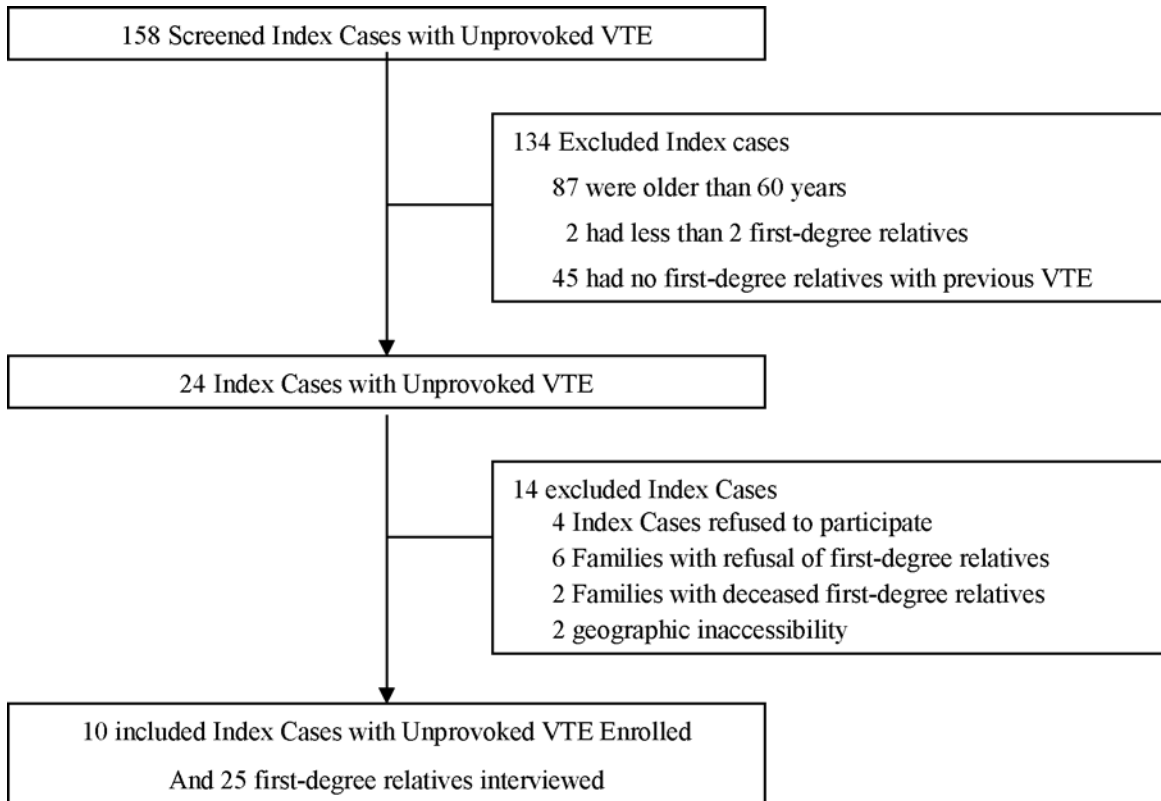 158 Screened Index Cases with Unprovoked VTE
134 Excluded Index cases
87 were older than 60 years
2 had less than 2 first-degree relatives
45 had no first-degree relatives with previous VTE
24 Index Cases with Unprovoked VTE
14 excluded Index Cases
4 Index Cases refused to participate
6 Families with refusal of first-degree relatives
2 Families with deceased first-degree relatives
2 geographic inaccessibility
10 included Index Cases with Unprovoked VTE Enrolled
And 25 first-degree relatives interviewed